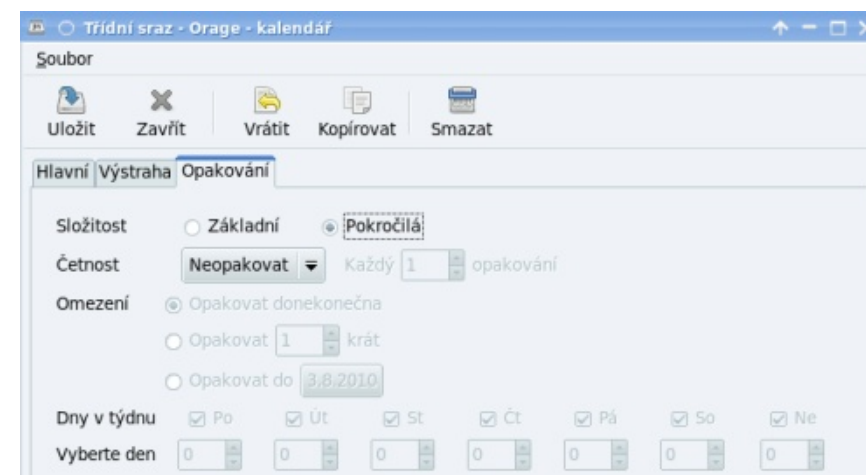 Třídní sraz - Orage - kalendář
Soubor
Uložit Zavřít Vrátit Kopírovat Smazat
Hlavní Výstraha Opakování
Složitost Základní Pokročilá
Četnost Neopakovat Každý 1 opakování
Omezení Opakovat donekonečna
Opakovat 1 krát
Opakovat do 3.8.2010
Dny v týdnu Po Út St Čt Pá So Ne
Vyberte den 0 0 0 0 0 0 0